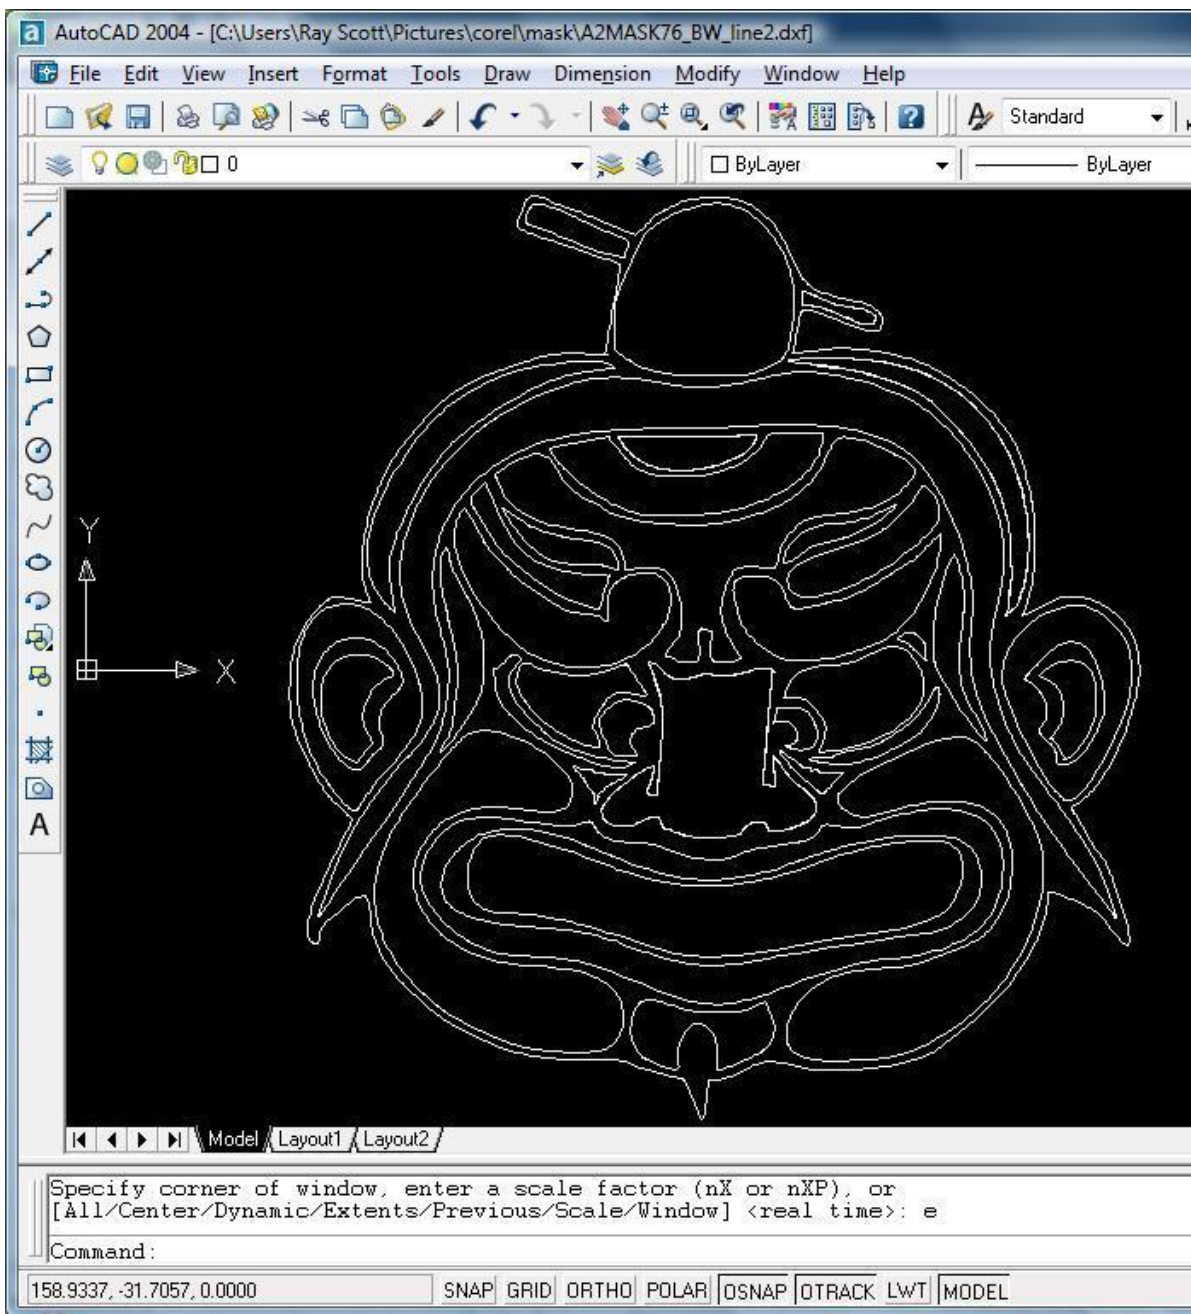 AutoCAD 2004 - [C:\Users\Ray Scott\Pictures\corel\mask\A2MASK76_BW_line2.dxf]
File Edit View Insert Format Tools Draw Dimension Modify Window Help
A Standard
0 ByLayer ByLayer
Y
X
A
Model Layout1 Layout2
Specify corner of window, enter a scale factor (nX or nXP), or
[All/Center/Dynamic/Extents/Previous/Scale/Window] <real time>: e
Command:
158.9337, -31.7057, 0.0000 SNAP GRID ORTHO POLAR OSNAP OTRACK LWT MODEL